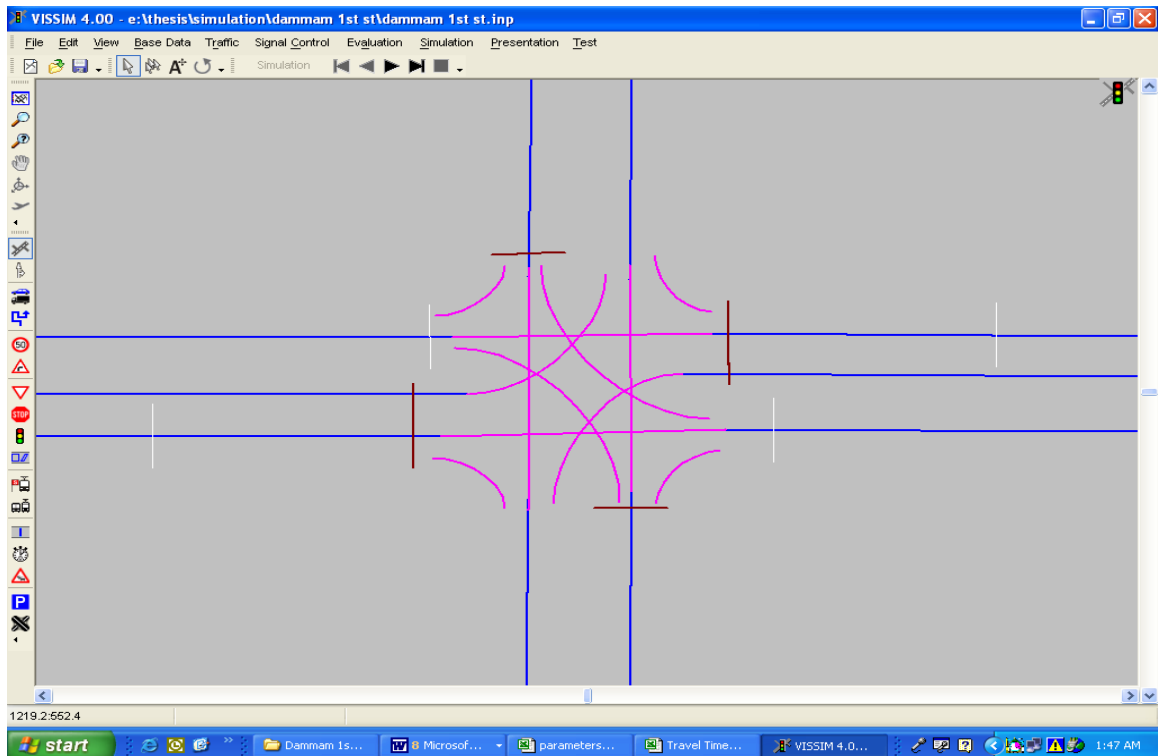 VISSIM 4.00 - e:\thesis\simulation\dammam 1st st\dammam 1st st.inp
File Edit View Base Data Traffic Signal Control Evaluation Simulation Presentation Test
A Simulation
50
STOP
P
P
1219.2:552.4
start » Dammam 1s... 8 Microsof... parameters... Travel Time... VISSIM 4.0... 1:47 AM